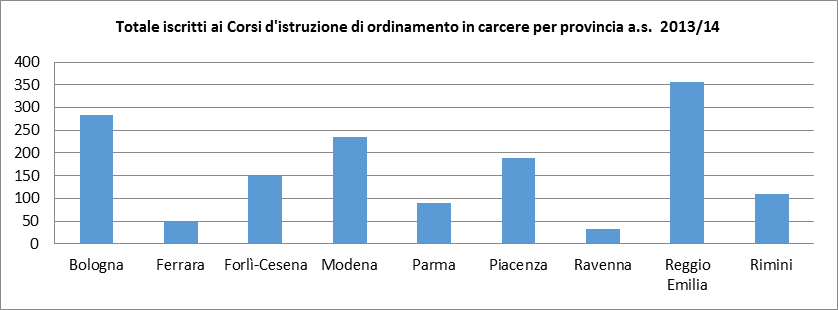 Totale iscritti ai Corsi d'istruzione di ordinamento in carcere per provincia a.s.  2013/14
400
350
300
250
200
150
100
50
0
Bologna
Ferrara
Forlì-Cesena
Modena
Parma
Piacenza
Ravenna
Reggio
Emilia
Rimini